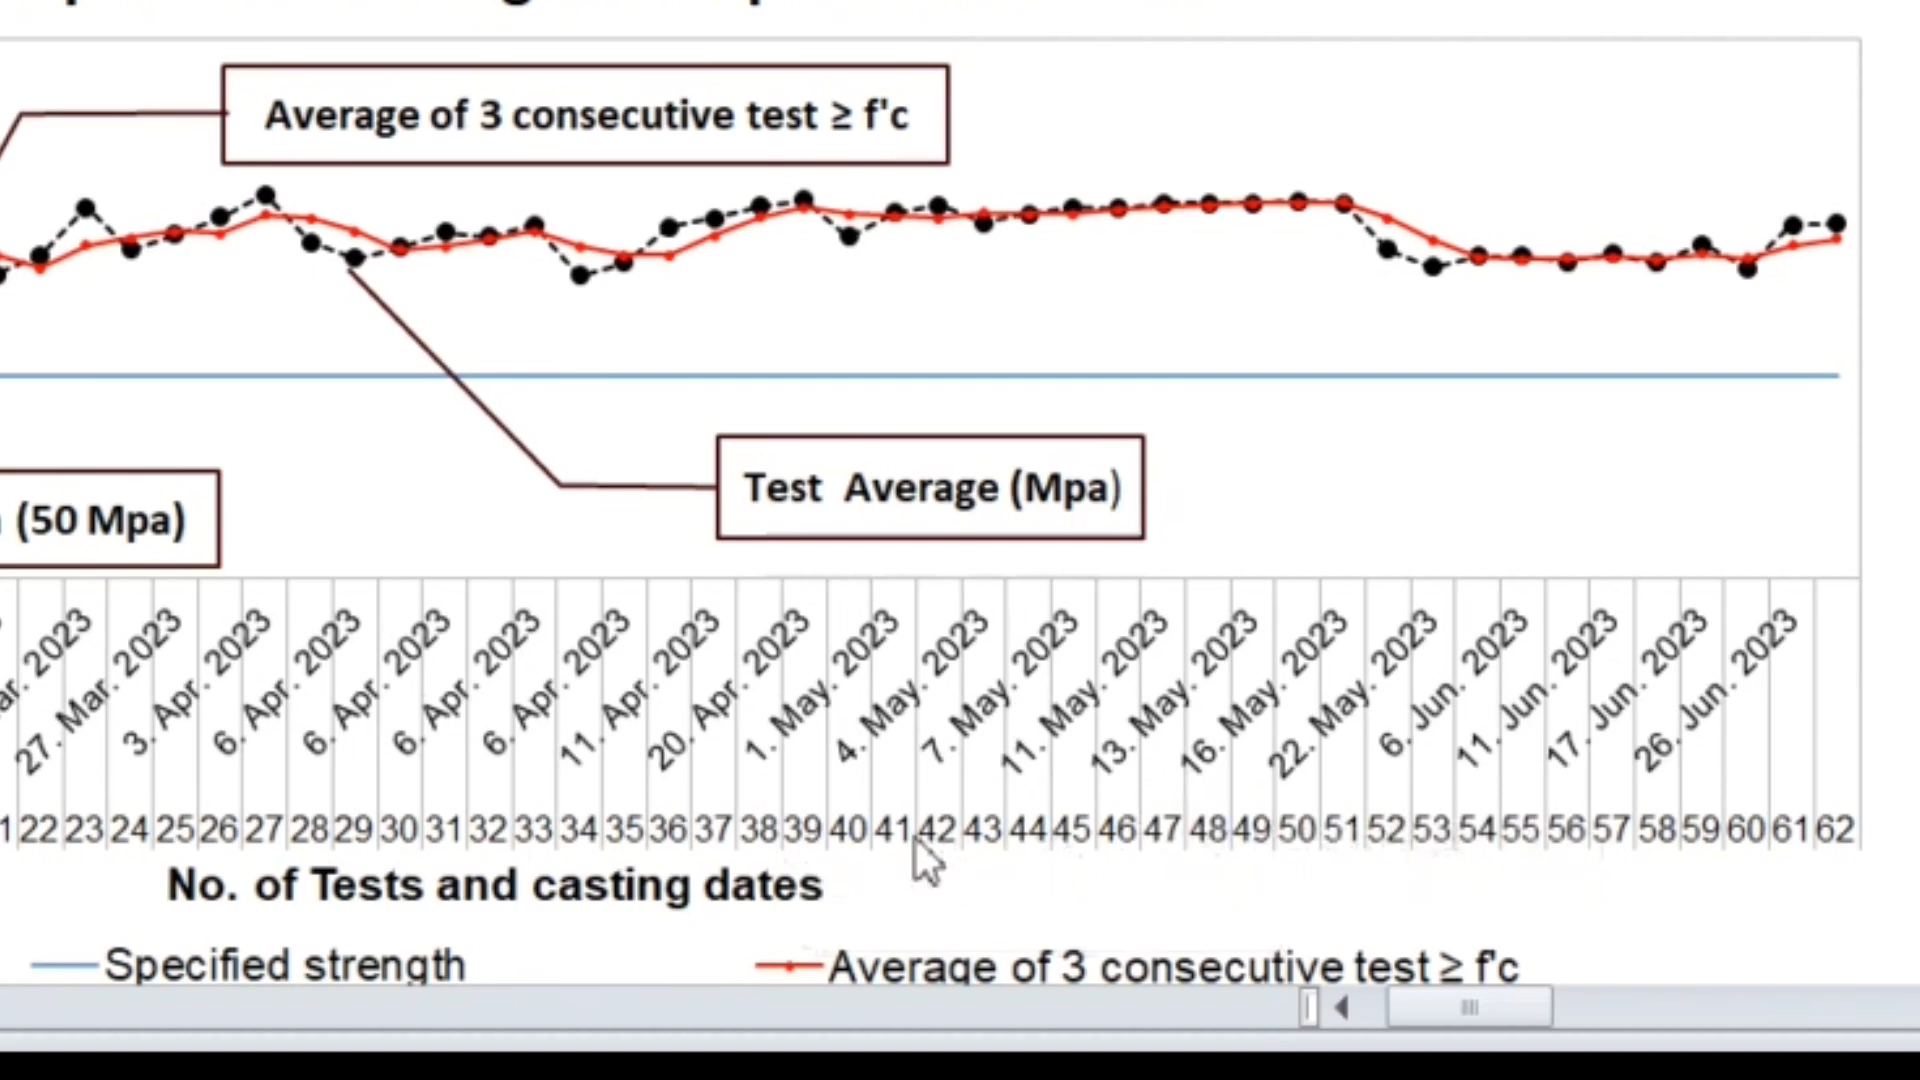 Average of 3 consecutive test ≥ f'c
Test Average (Mpa)
(50 Mpa)
2023
27. Mar. 2023
3. Apr. 2023
6. Apr. 2023
6. Apr. 2023
6. Apr. 2023
6. Apr. 2023
11. Apr. 2023
20. Apr. 2023
1. May. 2023
4. May. 2023
7. May. 2023
11. May. 2023
13. May. 2023
16. May. 2023
22. May. 2023
6. Jun. 2023
11. Jun. 2023
17. Jun. 2023
26. Jun. 2023
1 22 23 24 25 26 27 28 29 30 31 32 33 34 35 36 37 38 39 40 41 42 43 44 45 46 47 48 49 50 51 52 53 54 55 56 57 58 59 60 61 62
No. of Tests and casting dates
Specified strength
Average of 3 consecutive test ≥ f'c